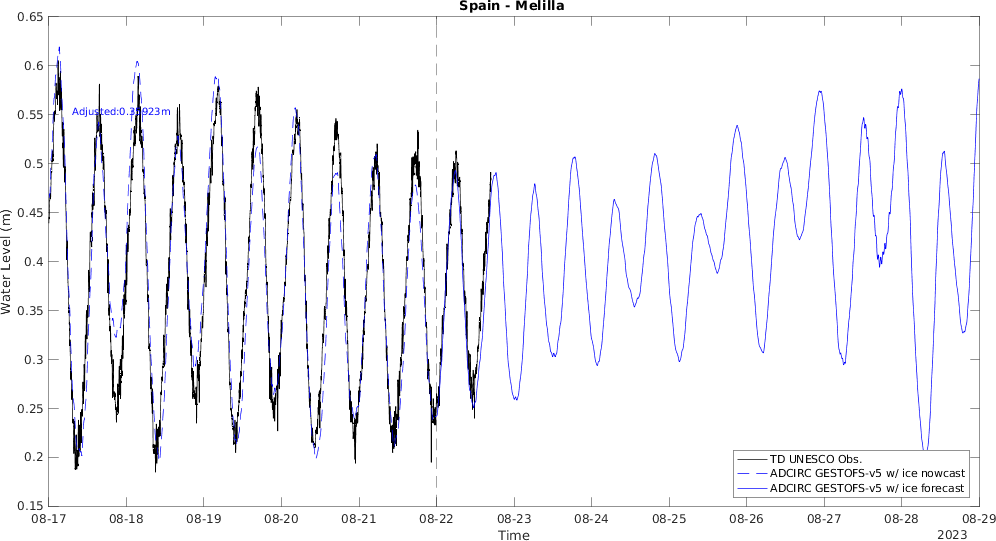 Spain - Melilla
0.65
0.6
0.55
0.5
0.45
0.4
0.35
0.3
0.25
0.2
0.15
Water Level (m)
TD UNESCO Obs.
ADCIRC GESTOFS-v5 w/ ice nowcast
ADCIRC GESTOFS-v5 w/ ice forecast
08-17 08-18 08-19 08-20 08-21 08-22 08-23 08-24 08-25 08-26 08-27 08-28 08-29
Time
2023